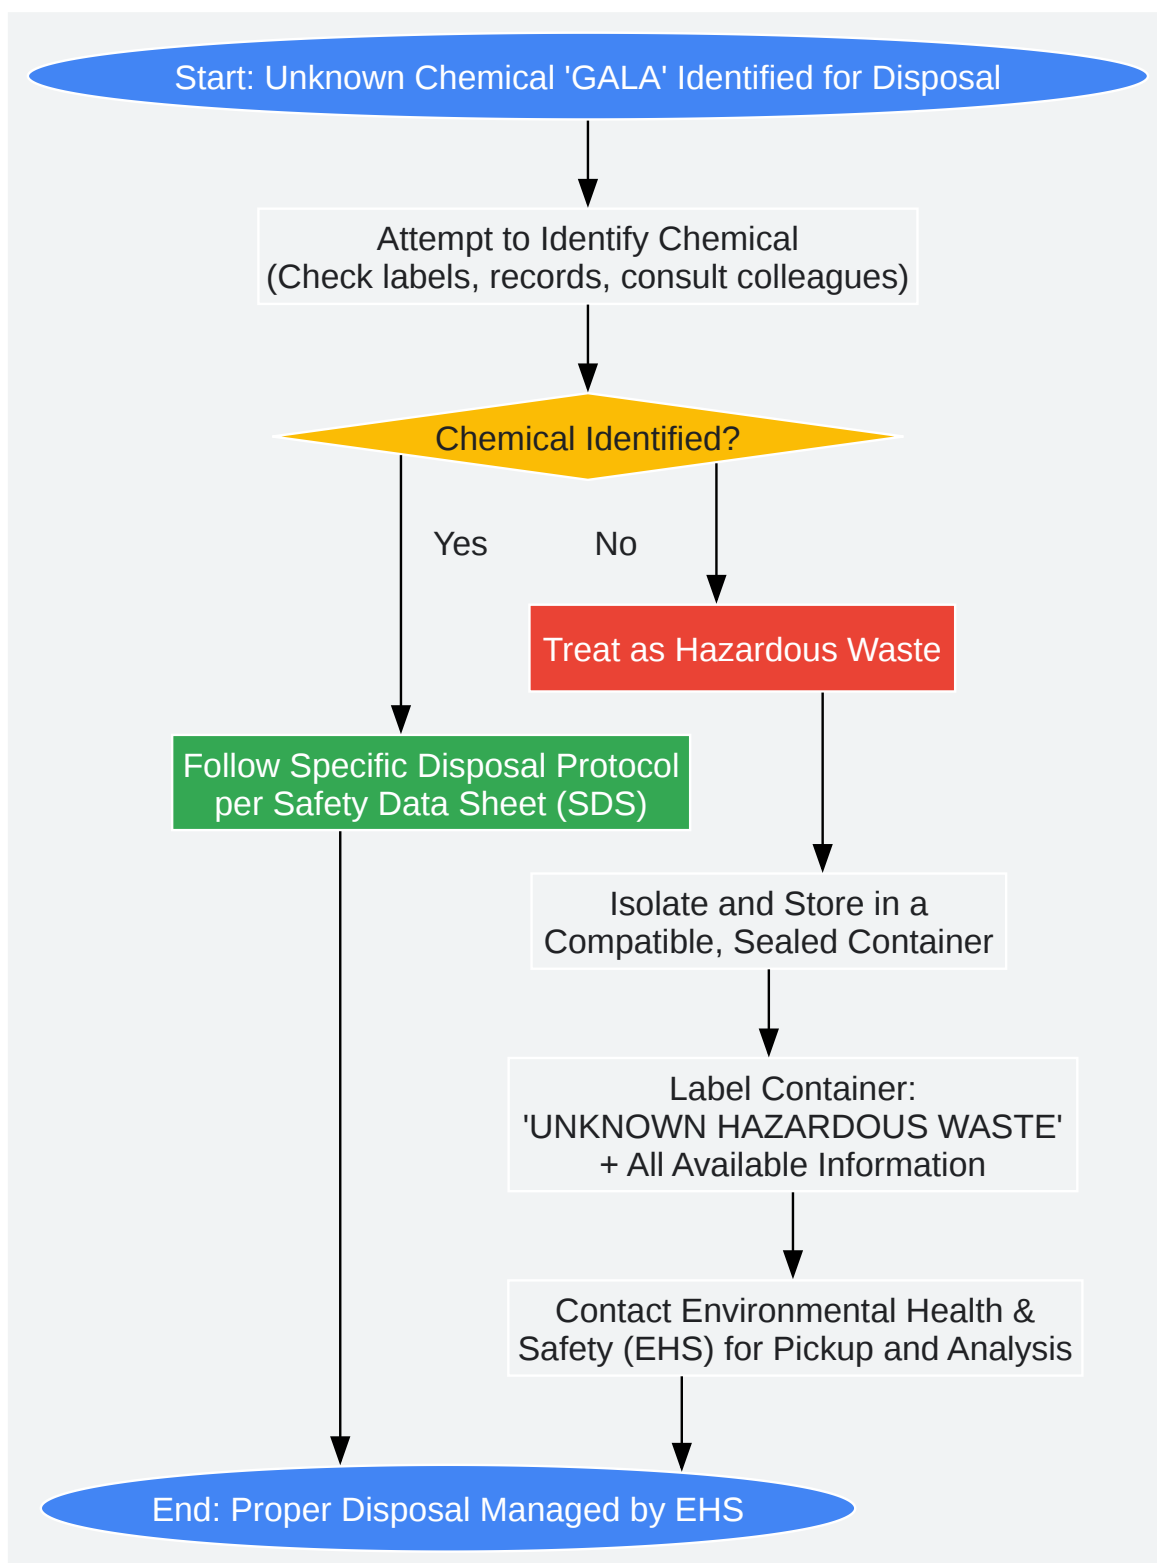 Start: Unknown Chemical 'GALA' Identified for Disposal
Attempt to Identify Chemical
(Check labels, records, consult colleagues)
Chemical Identified?
Yes
No
Treat as Hazardous Waste
Follow Specific Disposal Protocol
per Safety Data Sheet (SDS)
Isolate and Store in a
Compatible, Sealed Container
Label Container:
'UNKNOWN HAZARDOUS WASTE'
+ All Available Information
Contact Environmental Health &
Safety (EHS) for Pickup and Analysis
End: Proper Disposal Managed by EHS